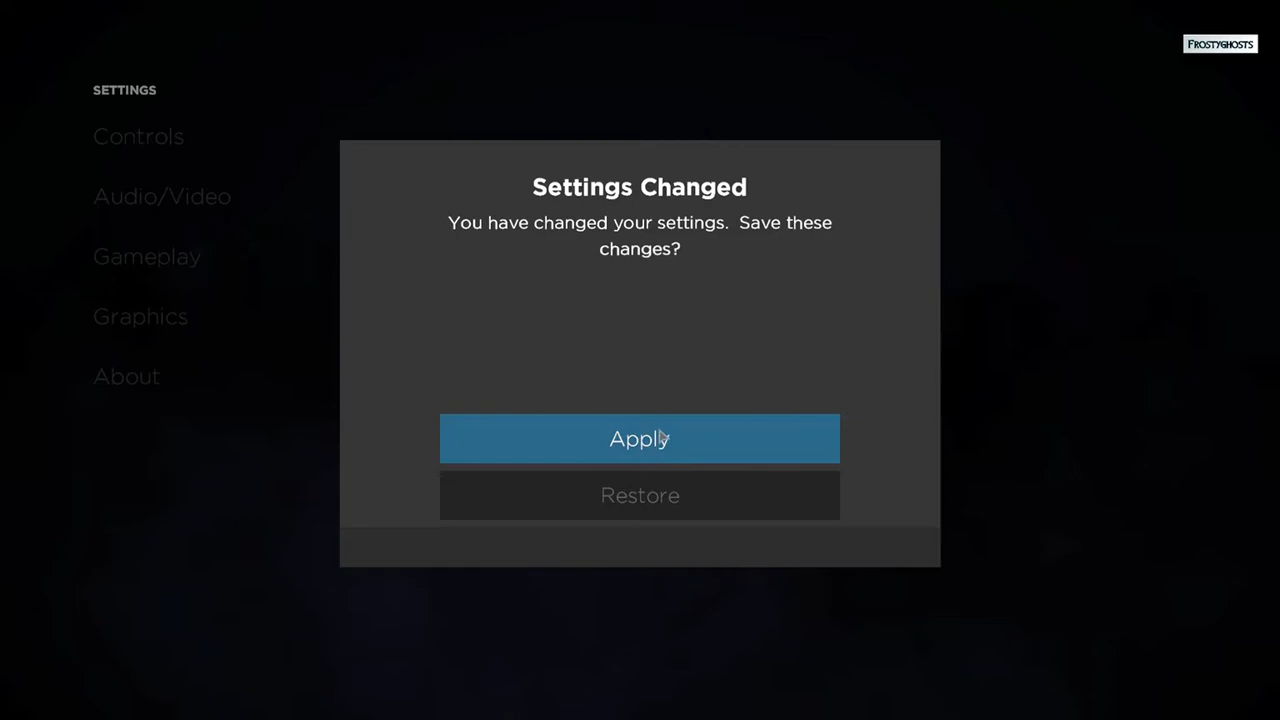 FROSTYGHOSTS
SETTINGS
Controls
Audio/Video
Gameplay
Graphics
About
Settings Changed
You have changed your settings.  Save these
changes?
Apply
Restore